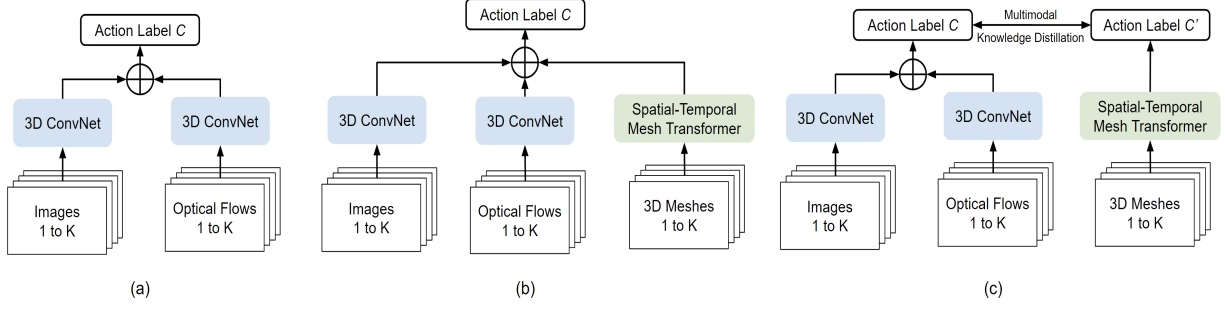 Action Label C
3D ConvNet
3D ConvNet
Images
1 to K
Optical Flows
1 to K
(a)
Action Label C
3D ConvNet
3D ConvNet
Spatial-Temporal
Mesh Transformer
Images
1 to K
Optical Flows
1 to K
3D Meshes
1 to K
(b)
Action Label C
Multimodal
Knowledge Distillation
Action Label C'
3D ConvNet
3D ConvNet
Spatial-Temporal
Mesh Transformer
Images
1 to K
Optical Flows
1 to K
3D Meshes
1 to K
(c)